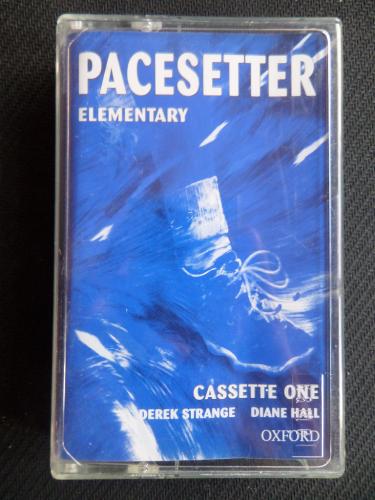 PACESETTER
ELEMENTARY
CASSETTE ONE
DEREK STRANGE DIANE HALL
OXFORD